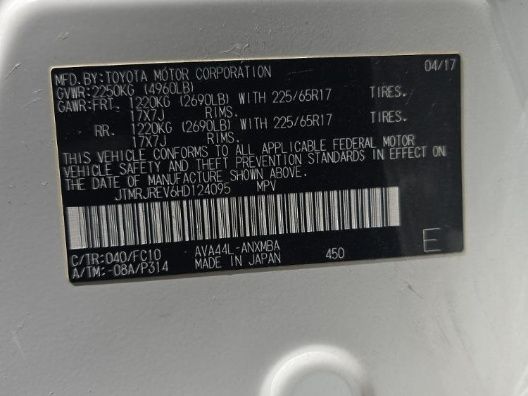 MFD. BY: TOYOTA MOTOR CORPORATION 04/17
GVWR: 2250KG (4960LB)
GAWR: FRT. 1220KG (2690LB) WITH 225/65R17 TIRES.
17X7J RIMS.
RR. 1220KG (2690LB) WITH 225/65R17 TIRES.
17X7J RIMS.
THIS VEHICLE CONFORMS TO ALL APPLICABLE FEDERAL MOTOR
VEHICLE SAFETY AND THEFT PREVENTION STANDARDS IN EFFECT ON
THE DATE OF MANUFACTURE SHOWN ABOVE.
JTMRJREV6HD124095 MPV
C/TR: 040/FC10 AVA44L-ANXMBA
A/TM: -08A/P314 MADE IN JAPAN 450 E